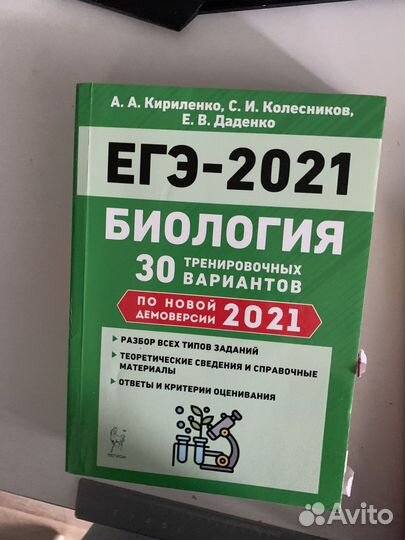 А. А. Кириленко, С. И. Колесников,
Е. В. Даденко
ЕГЭ-2021
БИОЛОГИЯ
30 ТРЕНИРОВОЧНЫХ
ВАРИАНТОВ
ПО НОВОЙ
ДЕМОВЕРСИИ 2021
РАЗБОР ВСЕХ ТИПОВ ЗАДАНИЙ
ТЕОРЕТИЧЕСКИЕ СВЕДЕНИЯ И СПРАВОЧНЫЕ
МАТЕРИАЛЫ
ОТВЕТЫ И КРИТЕРИИ ОЦЕНИВАНИЯ
ЛЕГИОН
Avito